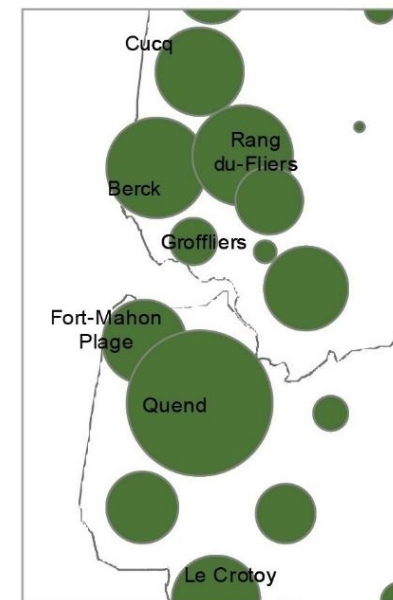 Cucq
Rang
du-Fliers
Berck
Groffliers
Fort-Mahon
Plage
Quend
Le Crotoy